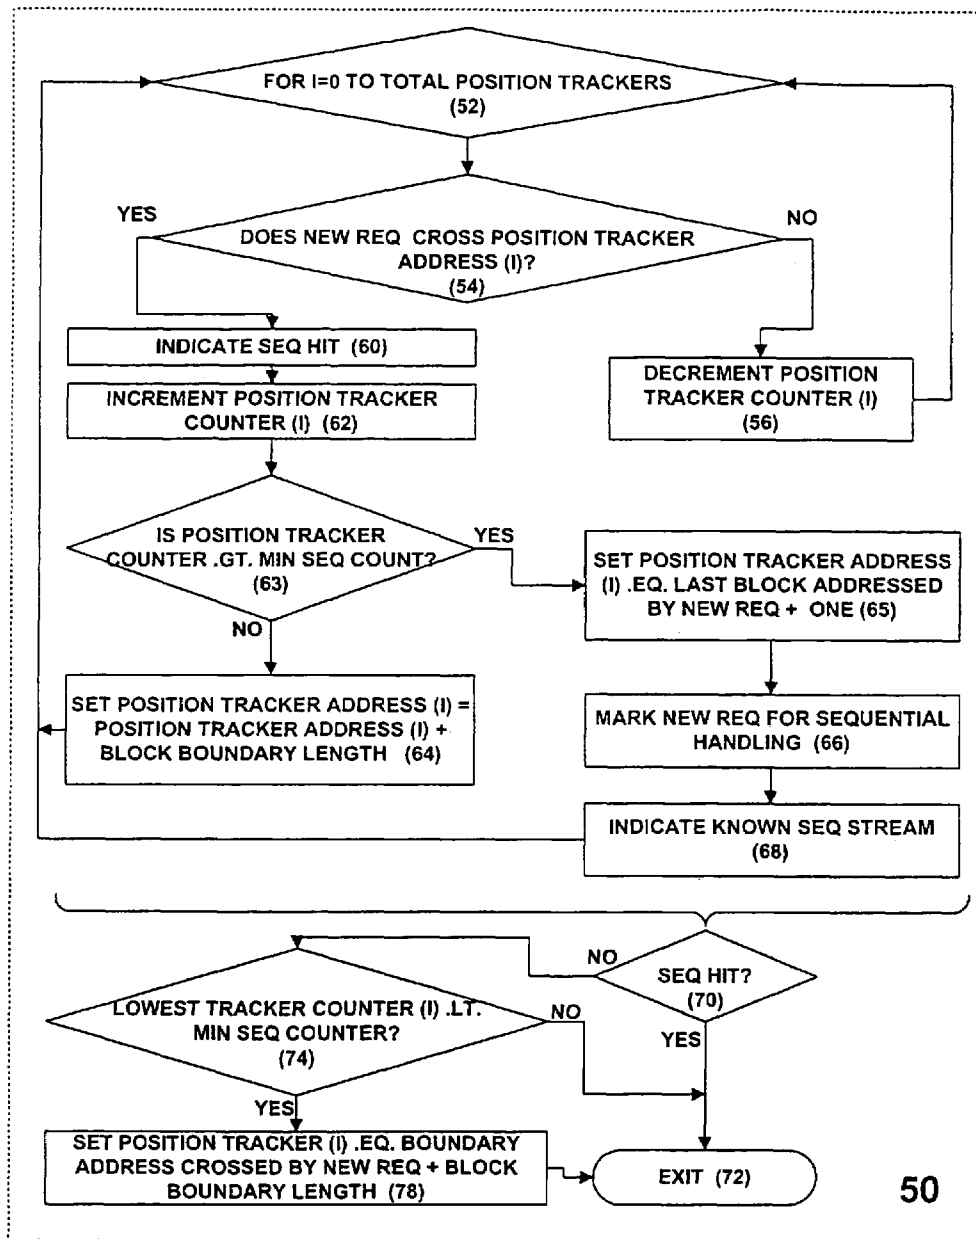 FOR I=0 TO TOTAL POSITION TRACKERS
(52)
YES
NO
DOES NEW REQ CROSS POSITION TRACKER
ADDRESS (I)?
(54)
INDICATE SEQ HIT (60)
INCREMENT POSITION TRACKER
COUNTER (I) (62)
DECREMENT POSITION
TRACKER COUNTER (I)
(56)
IS POSITION TRACKER
COUNTER .GT. MIN SEQ COUNT?
(63)
YES
NO
SET POSITION TRACKER ADDRESS
(I) .EQ. LAST BLOCK ADDRESSED
BY NEW REQ + ONE (65)
SET POSITION TRACKER ADDRESS (I) =
POSITION TRACKER ADDRESS (I) +
BLOCK BOUNDARY LENGTH (64)
MARK NEW REQ FOR SEQUENTIAL
HANDLING (66)
INDICATE KNOWN SEQ STREAM
(68)
NO
SEQ HIT?
(70)
YES
LOWEST TRACKER COUNTER (I) .LT.
MIN SEQ COUNTER?
(74)
NO
YES
SET POSITION TRACKER (I) .EQ. BOUNDARY
ADDRESS CROSSED BY NEW REQ + BLOCK
BOUNDARY LENGTH (78)
EXIT (72)
50